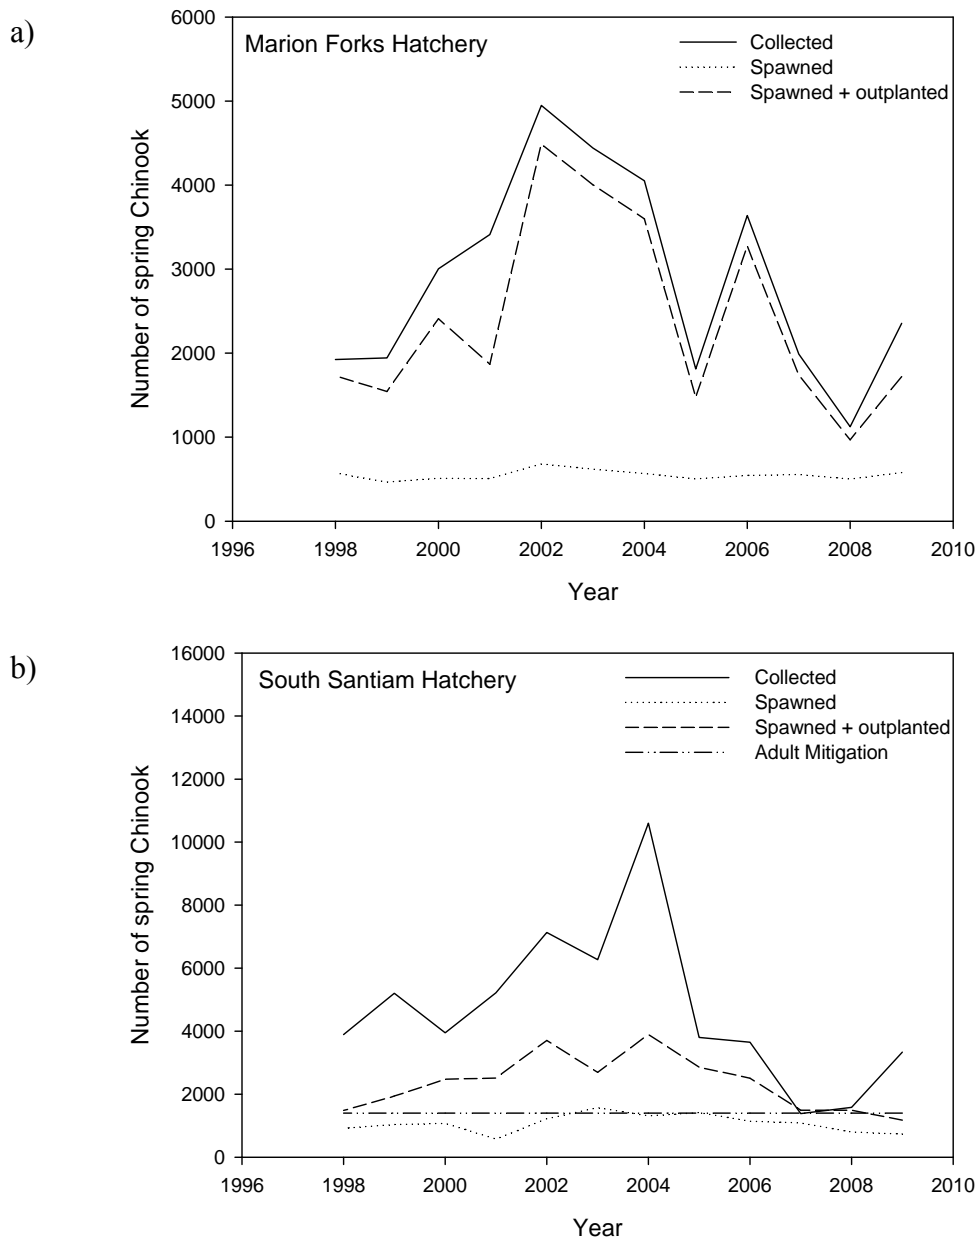 a)
Marion Forks Hatchery
Collected
Spawned
Spawned + outplanted
Number of spring Chinook
6000
5000
4000
3000
2000
1000
0
1996 1998 2000 2002 2004 2006 2008 2010
Year
b)
South Santiam Hatchery
Collected
Spawned
Spawned + outplanted
Adult Mitigation
Number of spring Chinook
16000
14000
12000
10000
8000
6000
4000
2000
0
1996 1998 2000 2002 2004 2006 2008 2010
Year